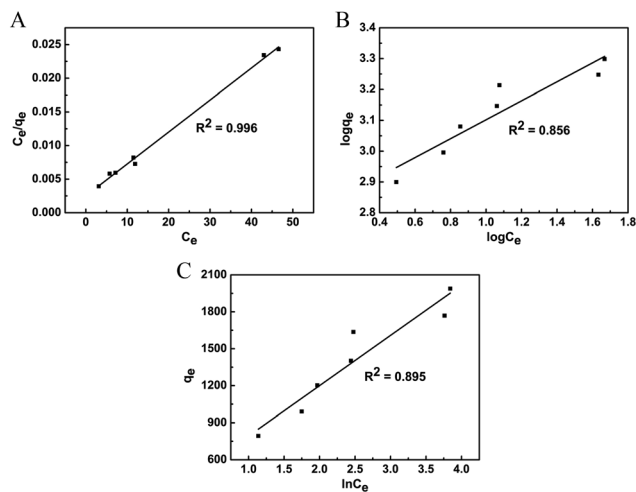 A
0.025
0.020
0.015
0.010
0.005
0.000
Ce/qe
R2 = 0.996
0 10 20 30 40 50
Ce
B
3.4
3.3
3.2
3.1
3.0
2.9
2.8
logqe
R2 = 0.856
0.4 0.6 0.8 1.0 1.2 1.4 1.6 1.8
logCe
C
2100
1800
1500
1200
900
600
qe
R2 = 0.895
1.0 1.5 2.0 2.5 3.0 3.5 4.0
lnCe